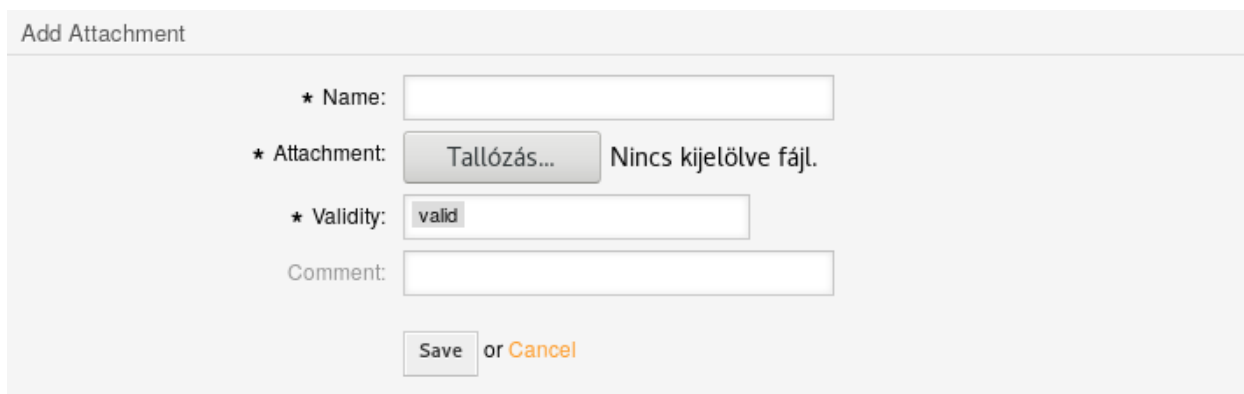 Add Attachment
★ Name:
★ Attachment: Tallózás... Nincs kijelölve fájl.
★ Validity: valid
Comment:
Save or Cancel